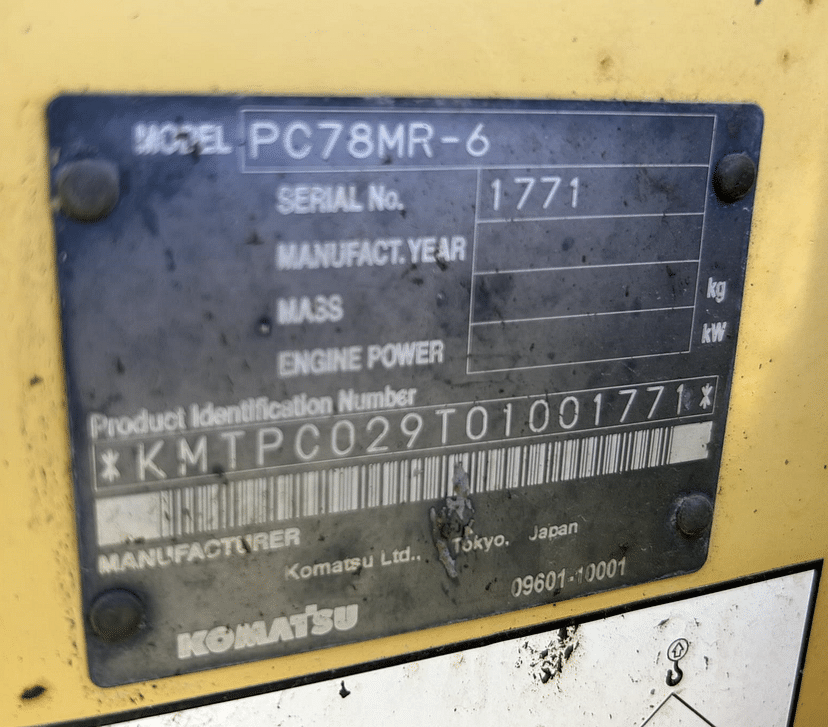 MODEL PC78MR-6
SERIAL No. 1771
MANUFACT. YEAR
MASS kg
ENGINE POWER kW
Product Identification Number
*KMTPC029T01001771*
MANUFACTURER
Komatsu Ltd., Tokyo, Japan
09601-10001
KOMATSU